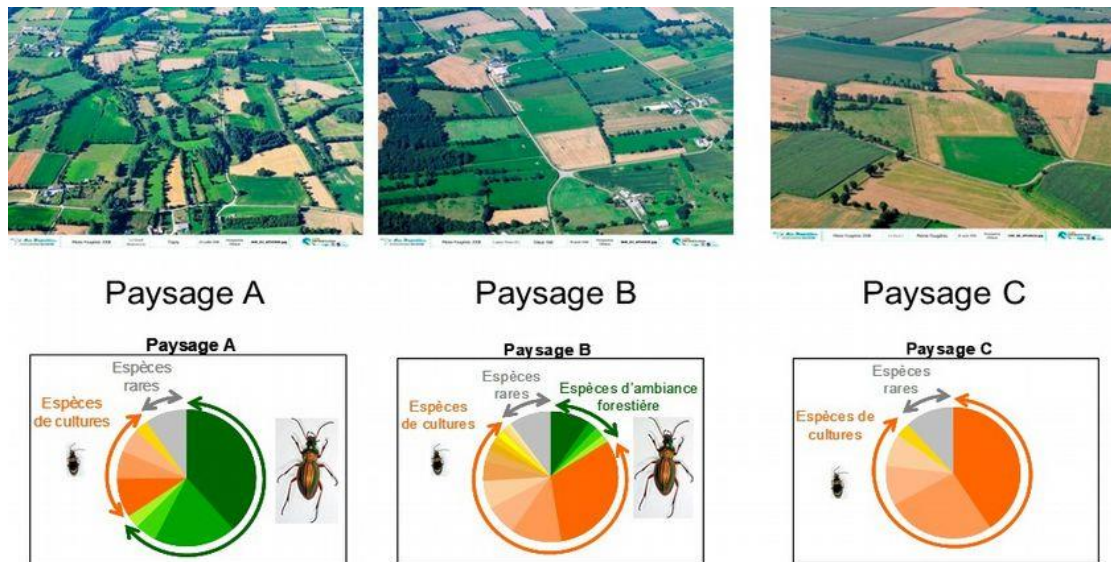 Paysage A
Paysage B
Paysage C
Paysage A
Espèces
rares
Espèces
de cultures
Paysage B
Espèces
rares
Espèces d'ambiance
forestière
Espèces
de cultures
Paysage C
Espèces
rares
Espèces de
cultures